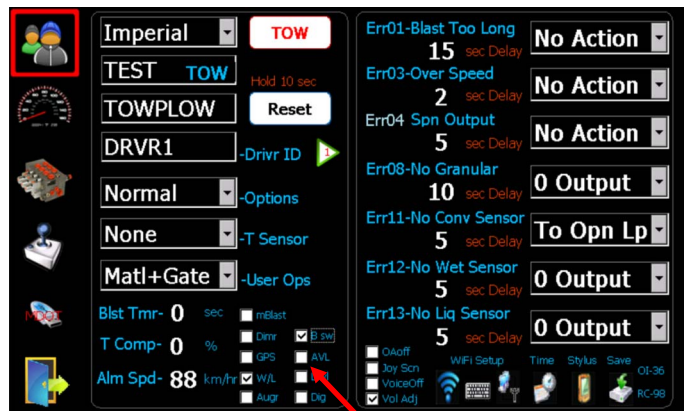 Imperial
TOW
TEST TOW
Hold 10 sec
TOWPLOW
Reset
DRVR1
-Drivr ID
1
Normal
-Options
None
-T Sensor
Matl+Gate
-User Ops
Blst Tmr- 0 sec
mBlast
T Comp- 0 %
Dimr
B sw
GPS
AVL
Alm Spd- 88 km/hr
W/L
Augr
Dig
Err01-Blast Too Long
15 sec Delay
No Action
Err03-Over Speed
2 sec Delay
No Action
Err04 Spn Output
5 sec Delay
No Action
Err08-No Granular
10 sec Delay
0 Output
Err11-No Conv Sensor
5 sec Delay
To Opn Lp
Err12-No Wet Sensor
5 sec Delay
0 Output
Err13-No Liq Sensor
5 sec Delay
0 Output
OAoff
Joy Scn
VoiceOff
Vol Adj
WiFi Setup
Time
Stylus
Save
OI-36
RC-98
MDOT